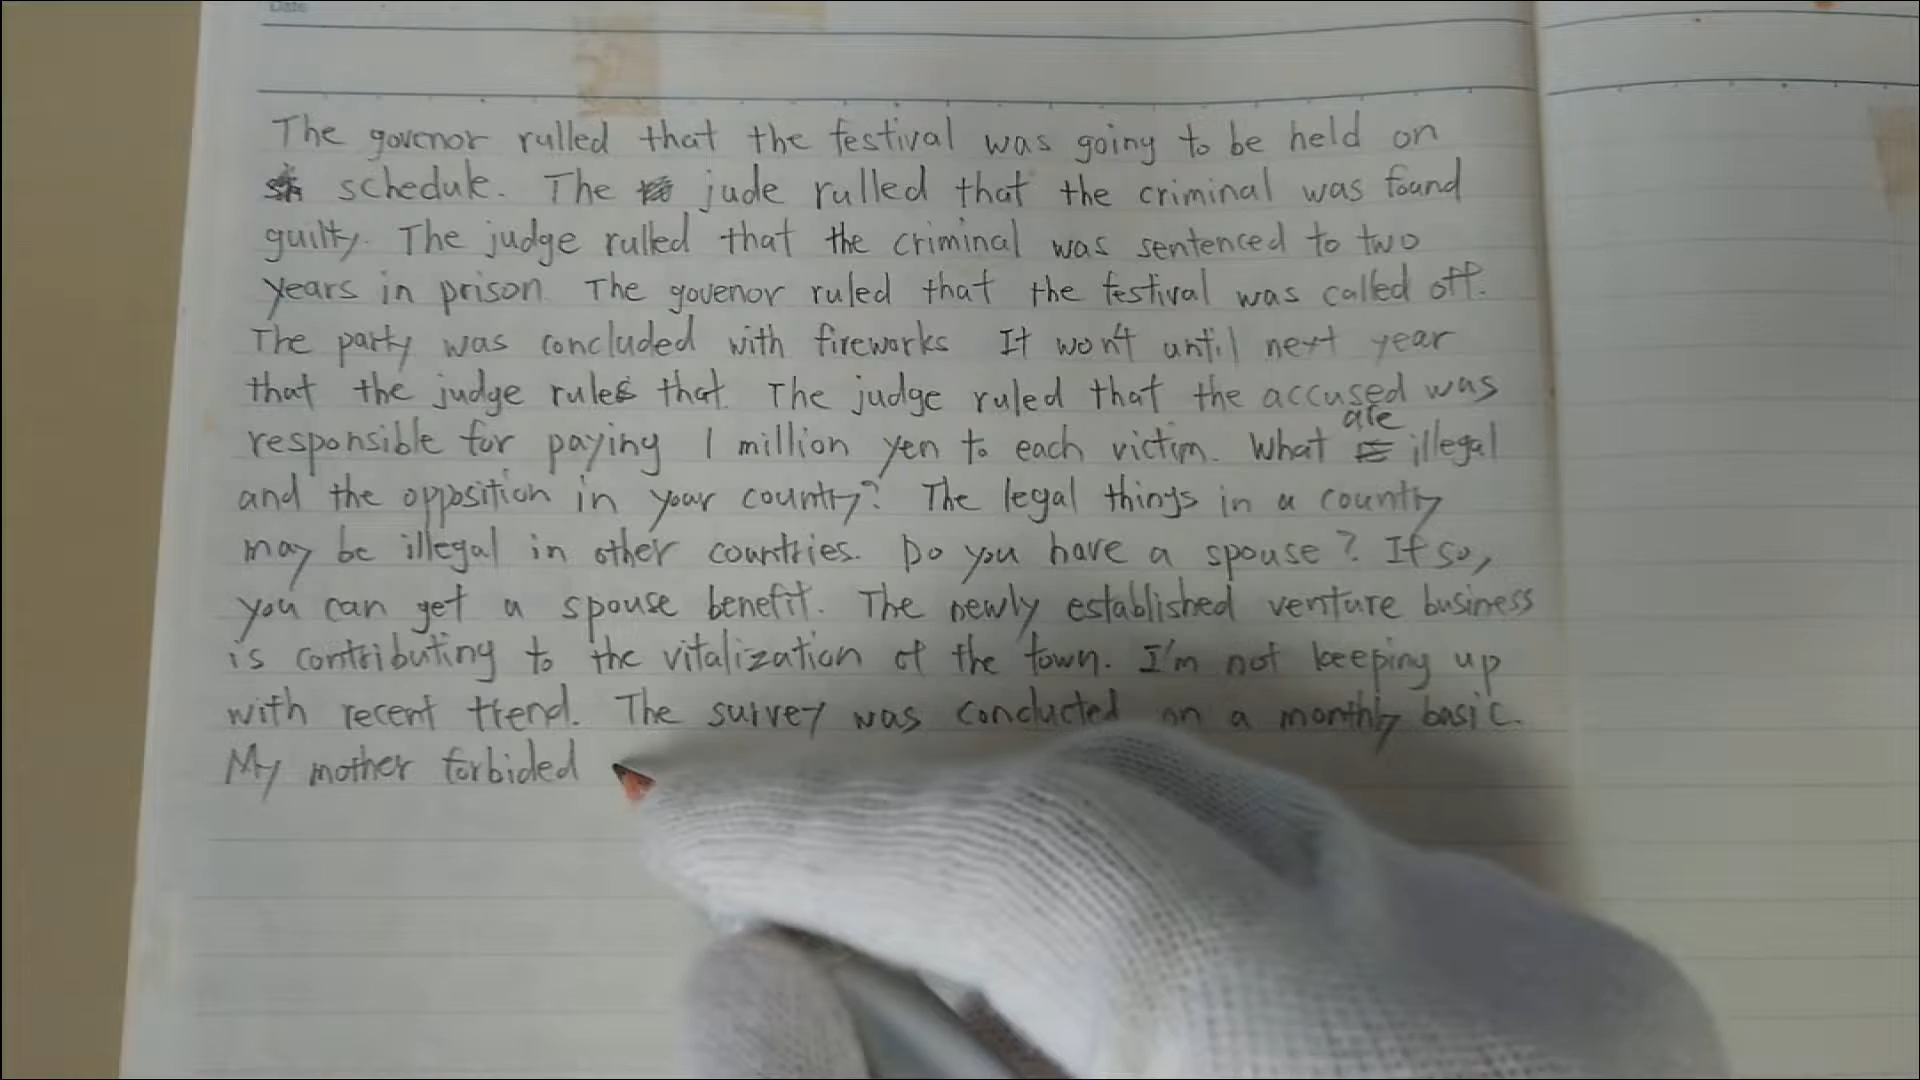 Date
The govenor rulled that the festival was going to be held on
schedule. The jude rulled that the criminal was found
guilty. The judge rulled that the criminal was sentenced to two
years in prison. The govenor ruled that the festival was called off.
The party was concluded with fireworks It won't until next year
that the judge rules that. The judge ruled that the accused was
responsible for paying 1 million yen to each victim. What are illegal
and the opposition in your country? The legal things in a country
may be illegal in other countries. Do you have a spouse? If so,
you can get a spouse benefit. The newly established venture business
is contributing to the vitalization of the town. I'm not keeping up
with recent trend. The survey was conducted on a monthly basic.
My mother forbided